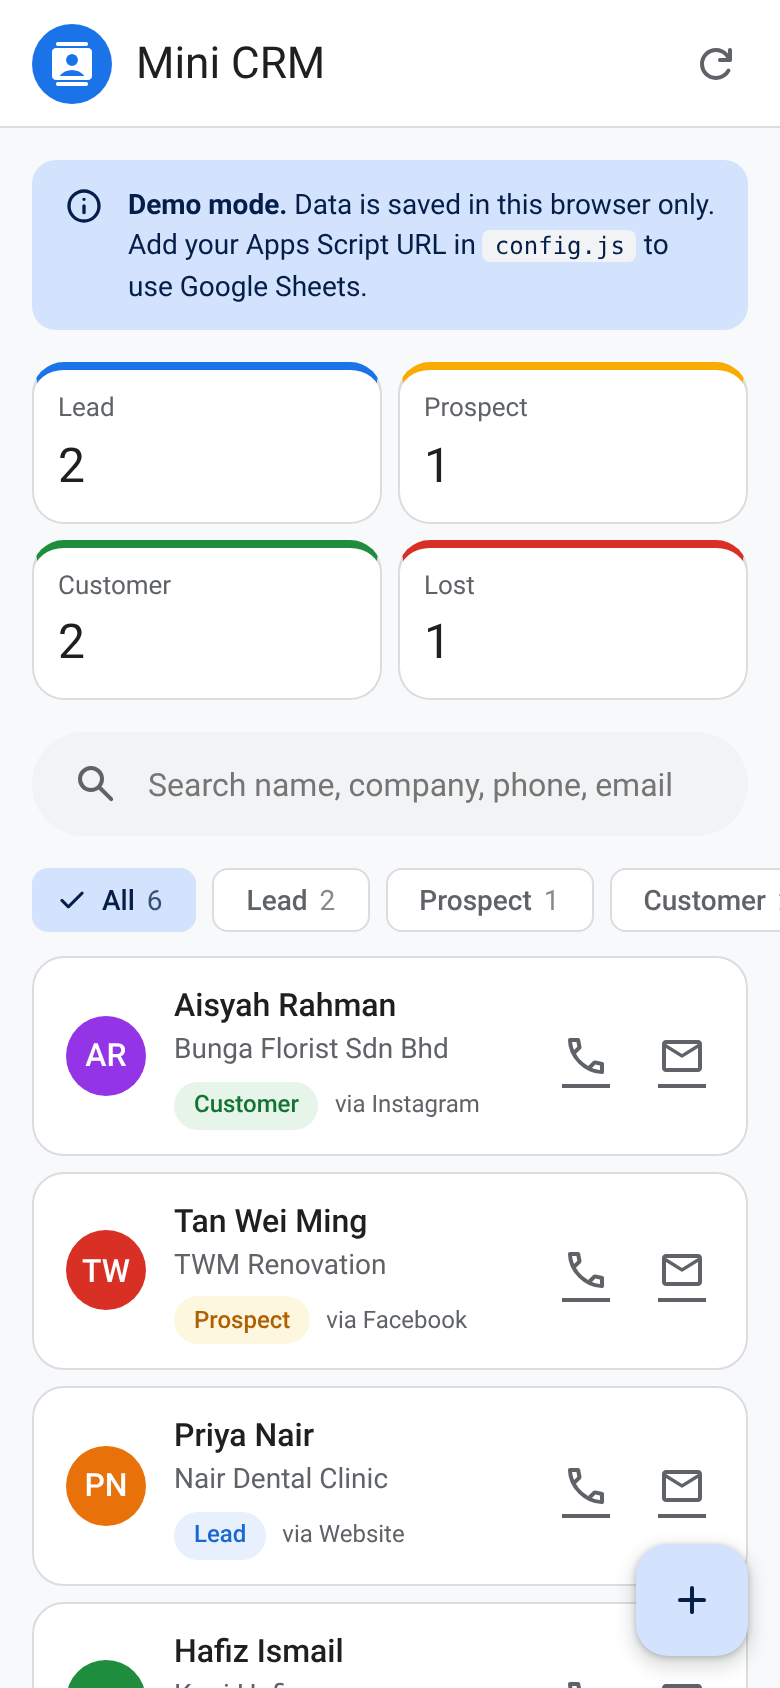 Mini CRM
Demo mode. Data is saved in this browser only.
Add your Apps Script URL in config.js to
use Google Sheets.
Lead
2
Prospect
1
Customer
2
Lost
1
Search name, company, phone, email
All 6
Lead 2
Prospect 1
Customer
AR
Aisyah Rahman
Bunga Florist Sdn Bhd
Customer via Instagram
TW
Tan Wei Ming
TWM Renovation
Prospect via Facebook
PN
Priya Nair
Nair Dental Clinic
Lead via Website
Hafiz Ismail